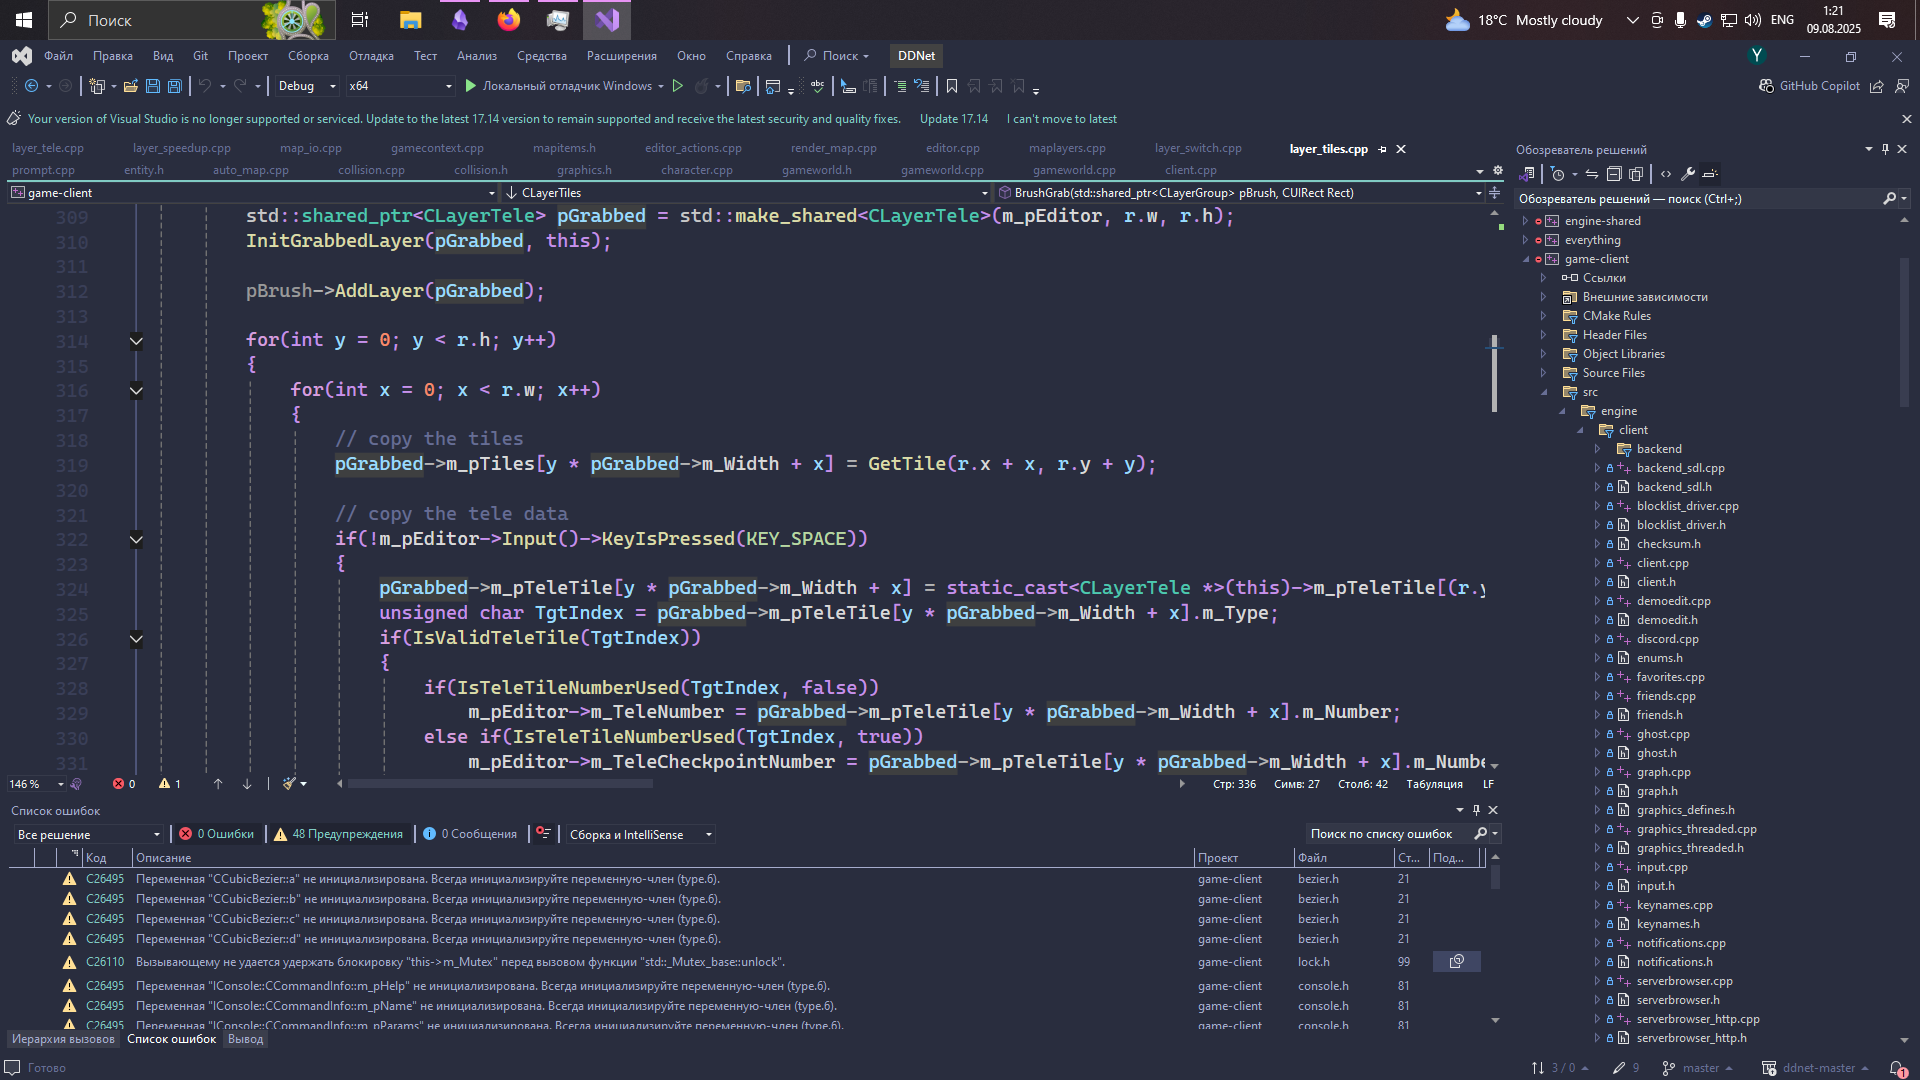 Поиск
18°C Mostly cloudy
ENG
1:21
09.08.2025
Файл Правка Вид Git Проект Сборка Отладка Тест Анализ Средства Расширения Окно Справка Поиск DDNet
Y
Debug x64 Локальный отладчик Windows GitHub Copilot
Your version of Visual Studio is no longer supported or serviced. Update to the latest 17.14 version to remain supported and receive the latest security and quality fixes. Update 17.14 I can't move to latest
layer_tele.cpp layer_speedup.cpp map_io.cpp gamecontext.cpp mapitems.h editor_actions.cpp render_map.cpp editor.cpp maplayers.cpp layer_switch.cpp layer_tiles.cpp
prompt.cpp entity.h auto_map.cpp collision.cpp collision.h graphics.h character.cpp gameworld.h gameworld.cpp gameworld.cpp client.cpp
game-client CLayerTiles BrushGrab(std::shared_ptr<CLayerGroup> pBrush, CUIRect Rect)
309 std::shared_ptr<CLayerTele> pGrabbed = std::make_shared<CLayerTele>(m_pEditor, r.w, r.h);
310 InitGrabbedLayer(pGrabbed, this);
311
312 pBrush->AddLayer(pGrabbed);
313
314 for(int y = 0; y < r.h; y++)
315 {
316 for(int x = 0; x < r.w; x++)
317 {
318 // copy the tiles
319 pGrabbed->m_pTiles[y * pGrabbed->m_Width + x] = GetTile(r.x + x, r.y + y);
320
321 // copy the tele data
322 if(!m_pEditor->Input()->KeyIsPressed(KEY_SPACE))
323 {
324 pGrabbed->m_pTeleTile[y * pGrabbed->m_Width + x] = static_cast<CLayerTele *>(this)->m_pTeleTile[(r.y
325 unsigned char TgtIndex = pGrabbed->m_pTeleTile[y * pGrabbed->m_Width + x].m_Type;
326 if(IsValidTeleTile(TgtIndex))
327 {
328 if(IsTeleTileNumberUsed(TgtIndex, false))
329 m_pEditor->m_TeleNumber = pGrabbed->m_pTeleTile[y * pGrabbed->m_Width + x].m_Number;
330 else if(IsTeleTileNumberUsed(TgtIndex, true))
331 m_pEditor->m_TeleCheckpointNumber = pGrabbed->m_pTeleTile[y * pGrabbed->m_Width + x].m_Numbe
146 % 0 1 Стр: 336 Симв: 27 Столб: 42 Табуляция LF
Список ошибок
Все решение 0 Ошибки 48 Предупреждения 0 Сообщения Сборка и IntelliSense Поиск по списку ошибок
Код Описание Проект Файл Ст... Под...
C26495 Переменная "CCubicBezier::a" не инициализирована. Всегда инициализируйте переменную-член (type.6). game-client bezier.h 21
C26495 Переменная "CCubicBezier::b" не инициализирована. Всегда инициализируйте переменную-член (type.6). game-client bezier.h 21
C26495 Переменная "CCubicBezier::c" не инициализирована. Всегда инициализируйте переменную-член (type.6). game-client bezier.h 21
C26495 Переменная "CCubicBezier::d" не инициализирована. Всегда инициализируйте переменную-член (type.6). game-client bezier.h 21
C26110 Вызывающему не удается удержать блокировку "this->m_Mutex" перед вызовом функции "std::_Mutex_base::unlock". game-client lock.h 99
C26495 Переменная "IConsole::CCommandInfo::m_pHelp" не инициализирована. Всегда инициализируйте переменную-член (type.6). game-client console.h 81
C26495 Переменная "IConsole::CCommandInfo::m_pName" не инициализирована. Всегда инициализируйте переменную-член (type.6). game-client console.h 81
C26495 Переменная "IConsole::CCommandInfo::m_pParams" не инициализирована. Всегда инициализируйте переменную-член (type.6). game-client console.h 81
Иерархия вызовов Список ошибок Вывод
Обозреватель решений
Обозреватель решений — поиск (Ctrl+;)
engine-shared
everything
game-client
Ссылки
Внешние зависимости
CMake Rules
Header Files
Object Libraries
Source Files
src
engine
client
backend
backend_sdl.cpp
backend_sdl.h
blocklist_driver.cpp
blocklist_driver.h
checksum.h
client.cpp
client.h
demoedit.cpp
demoedit.h
discord.cpp
enums.h
favorites.cpp
friends.cpp
friends.h
ghost.cpp
ghost.h
graph.cpp
graph.h
graphics_defines.h
graphics_threaded.cpp
graphics_threaded.h
input.cpp
input.h
keynames.cpp
keynames.h
notifications.cpp
notifications.h
serverbrowser.cpp
serverbrowser.h
serverbrowser_http.cpp
serverbrowser_http.h
Готово 3 / 0 9 master ddnet-master 1